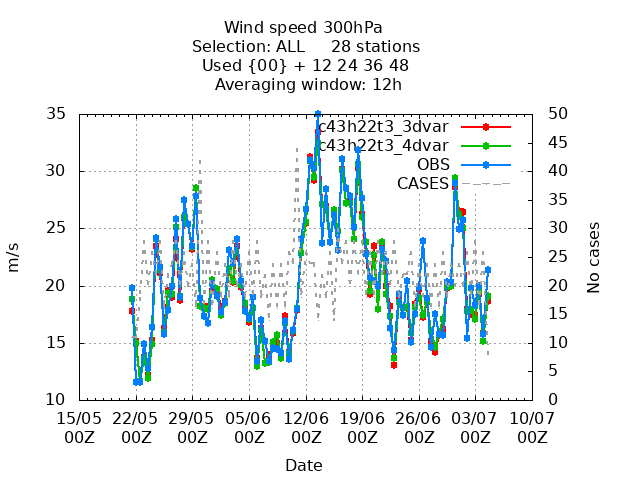 Wind speed 300hPa
Selection: ALL 28 stations
Used {00} + 12 24 36 48
Averaging window: 12h
c43h22t3_3dvar
c43h22t3_4dvar
OBS
CASES
35
30
25
20
15
10
m/s
50
45
40
35
30
25
20
15
10
5
0
No cases
15/05 22/05 29/05 05/06 12/06 19/06 26/06 03/07 10/07
00Z 00Z 00Z 00Z 00Z 00Z 00Z 00Z 00Z
Date